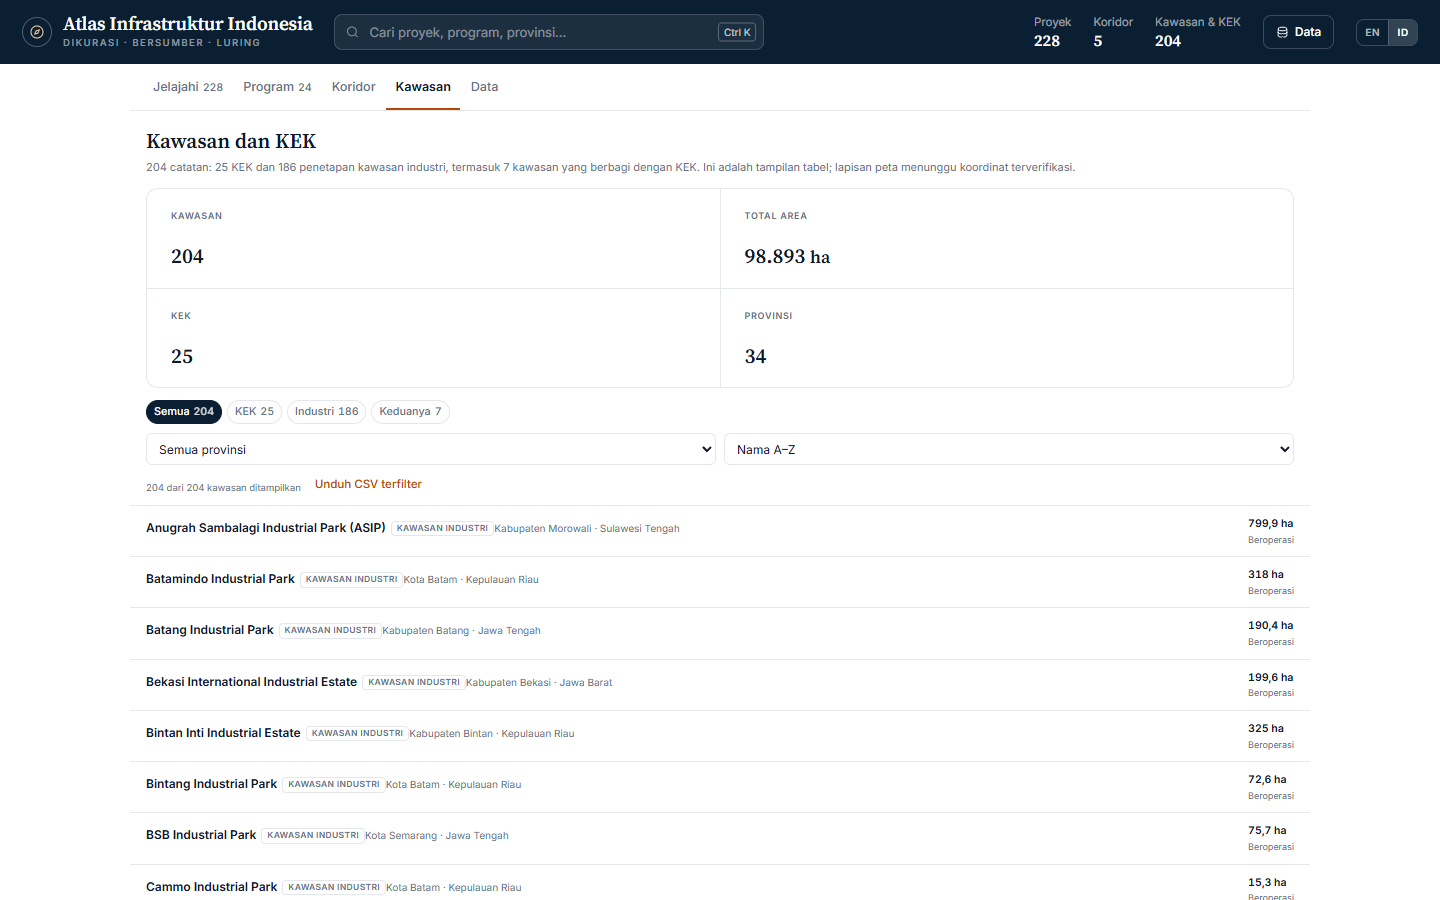 Atlas Infrastruktur Indonesia
DIKURASI · BERSUMBER · LURING
Cari proyek, program, provinsi...
Ctrl K
Proyek
228
Koridor
5
Kawasan & KEK
204
Data
EN
ID
Jelajahi 228
Program 24
Koridor
Kawasan
Data
Kawasan dan KEK
204 catatan: 25 KEK dan 186 penetapan kawasan industri, termasuk 7 kawasan yang berbagi dengan KEK. Ini adalah tampilan tabel; lapisan peta menunggu koordinat terverifikasi.
KAWASAN
204
TOTAL AREA
98.893 ha
KEK
25
PROVINSI
34
Semua 204
KEK 25
Industri 186
Keduanya 7
Semua provinsi
Nama A–Z
204 dari 204 kawasan ditampilkan
Unduh CSV terfilter
Anugrah Sambalagi Industrial Park (ASIP) KAWASAN INDUSTRI Kabupaten Morowali · Sulawesi Tengah
799,9 ha
Beroperasi
Batamindo Industrial Park KAWASAN INDUSTRI Kota Batam · Kepulauan Riau
318 ha
Beroperasi
Batang Industrial Park KAWASAN INDUSTRI Kabupaten Batang · Jawa Tengah
190,4 ha
Beroperasi
Bekasi International Industrial Estate KAWASAN INDUSTRI Kabupaten Bekasi · Jawa Barat
199,6 ha
Beroperasi
Bintan Inti Industrial Estate KAWASAN INDUSTRI Kabupaten Bintan · Kepulauan Riau
325 ha
Beroperasi
Bintang Industrial Park KAWASAN INDUSTRI Kota Batam · Kepulauan Riau
72,6 ha
Beroperasi
BSB Industrial Park KAWASAN INDUSTRI Kota Semarang · Jawa Tengah
75,7 ha
Beroperasi
Cammo Industrial Park KAWASAN INDUSTRI Kota Batam · Kepulauan Riau
15,3 ha
Beroperasi